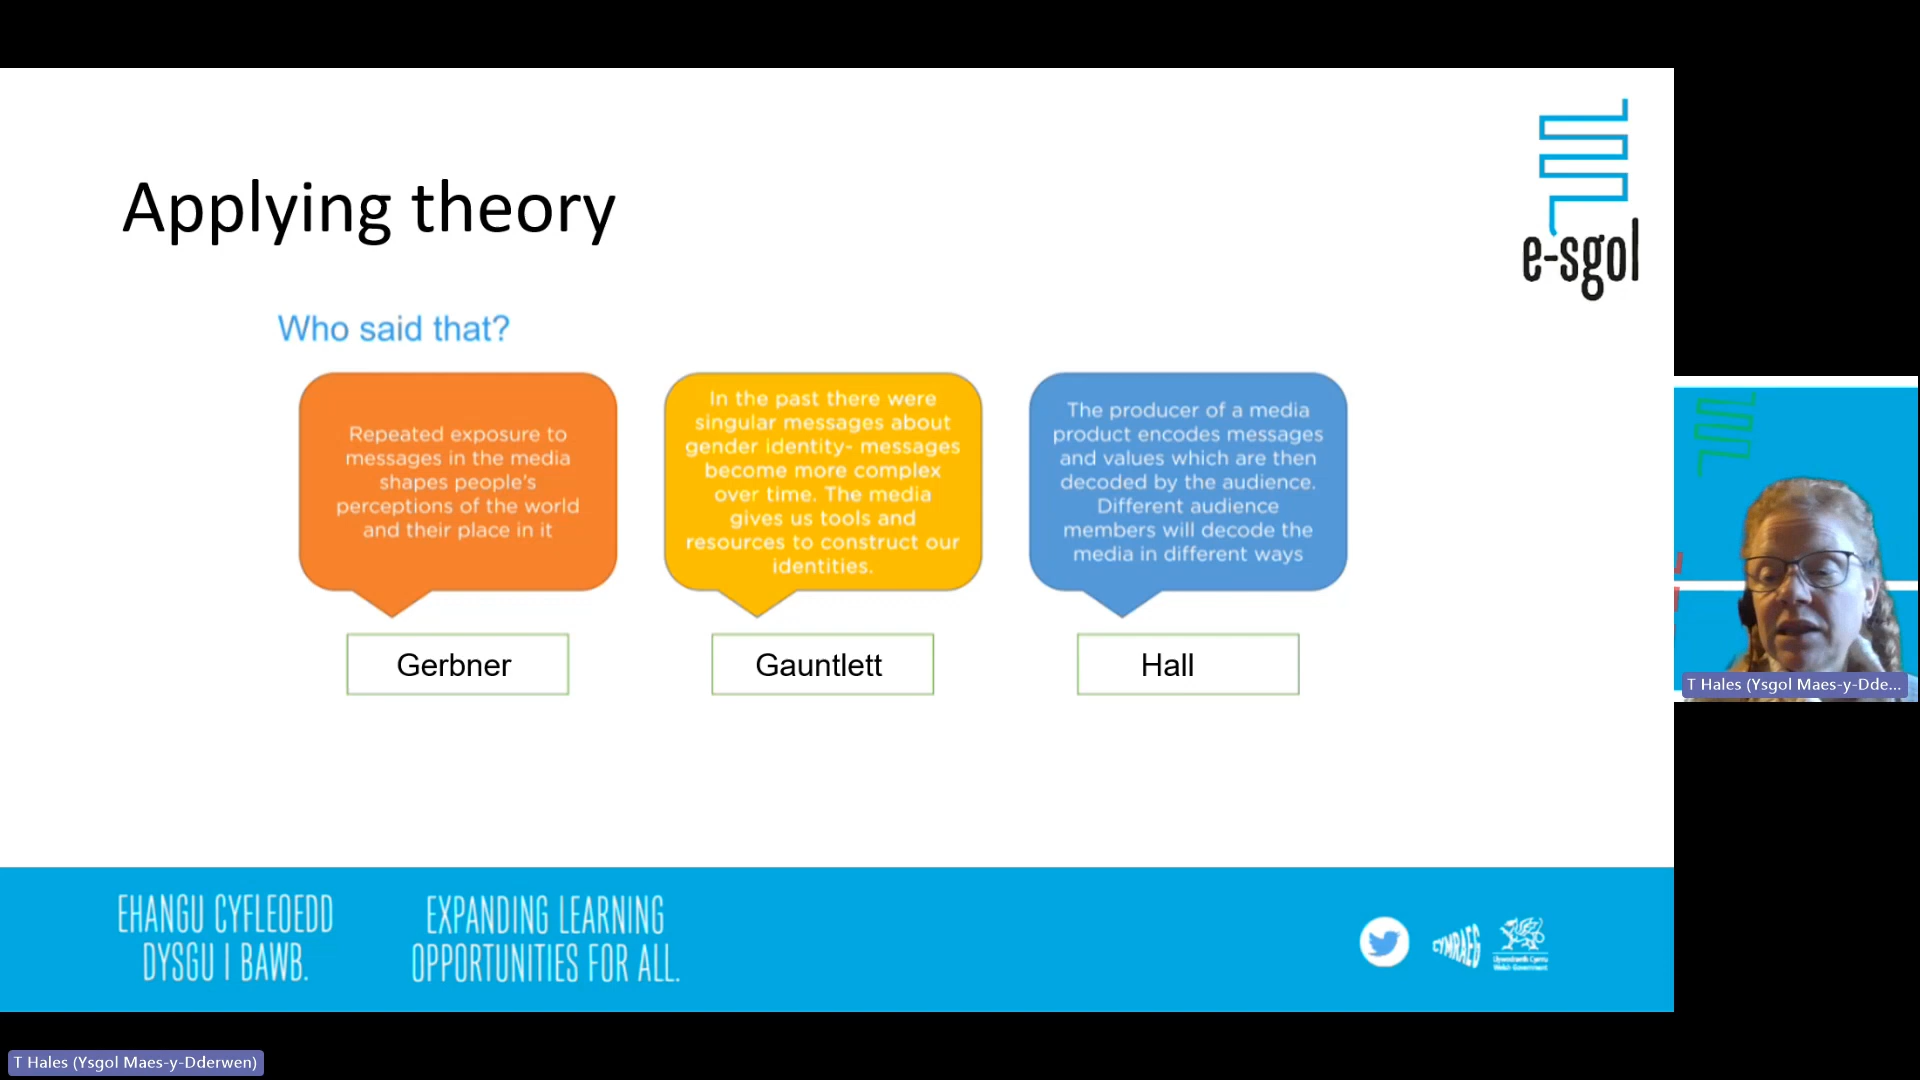 Applying theory
e-sgol
Who said that?
Repeated exposure to
messages in the media
shapes people's
perceptions of the world
and their place in it
In the past there were
singular messages about
gender identity- messages
become more complex
over time. The media
gives us tools and
resources to construct our
identities.
The producer of a media
product encodes messages
and values which are then
decoded by the audience.
Different audience
members will decode the
media in different ways
Gerbner
Gauntlett
Hall
T Hales (Ysgol Maes-y-Dde...
EHANGU CYFLEOEDD
DYSGU I BAWB.
EXPANDING LEARNING
OPPORTUNITIES FOR ALL.
CYMRAEG
Llywodraeth Cymru
Welsh Government
T Hales (Ysgol Maes-y-Dderwen)